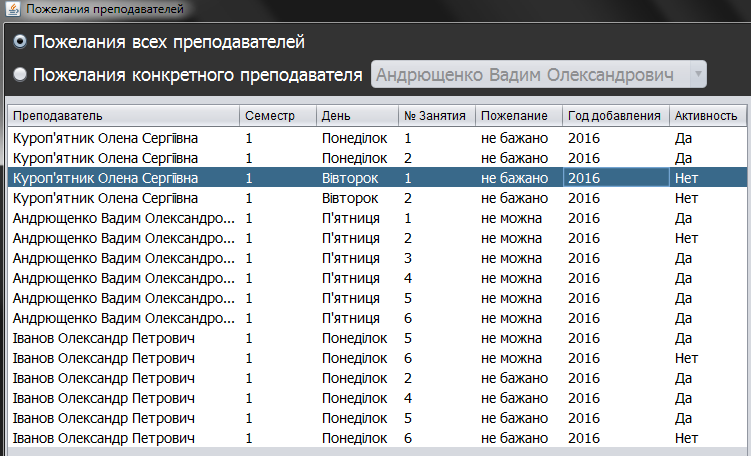 Пожелания преподавателей
Пожелания всех преподавателей
Пожелания конкретного преподавателя Андрющенко Вадим Олександрович
Преподаватель Семестр День № Занятия Пожелание Год добавления Активность
Куроп'ятник Олена Сергіївна 1 Понеділок 1 не бажано 2016 Да
Куроп'ятник Олена Сергіївна 1 Понеділок 2 не бажано 2016 Да
Куроп'ятник Олена Сергіївна 1 Вівторок 1 не бажано 2016 Нет
Куроп'ятник Олена Сергіївна 1 Вівторок 2 не бажано 2016 Нет
Андрющенко Вадим Олександро... 1 П'ятниця 1 не можна 2016 Да
Андрющенко Вадим Олександро... 1 П'ятниця 2 не можна 2016 Нет
Андрющенко Вадим Олександро... 1 П'ятниця 3 не можна 2016 Да
Андрющенко Вадим Олександро... 1 П'ятниця 4 не можна 2016 Да
Андрющенко Вадим Олександро... 1 П'ятниця 5 не можна 2016 Да
Андрющенко Вадим Олександро... 1 П'ятниця 6 не можна 2016 Да
Іванов Олександр Петрович 1 Понеділок 5 не можна 2016 Да
Іванов Олександр Петрович 1 Понеділок 6 не можна 2016 Нет
Іванов Олександр Петрович 1 Понеділок 2 не бажано 2016 Да
Іванов Олександр Петрович 1 Понеділок 4 не бажано 2016 Да
Іванов Олександр Петрович 1 Понеділок 5 не бажано 2016 Да
Іванов Олександр Петрович 1 Понеділок 6 не бажано 2016 Нет